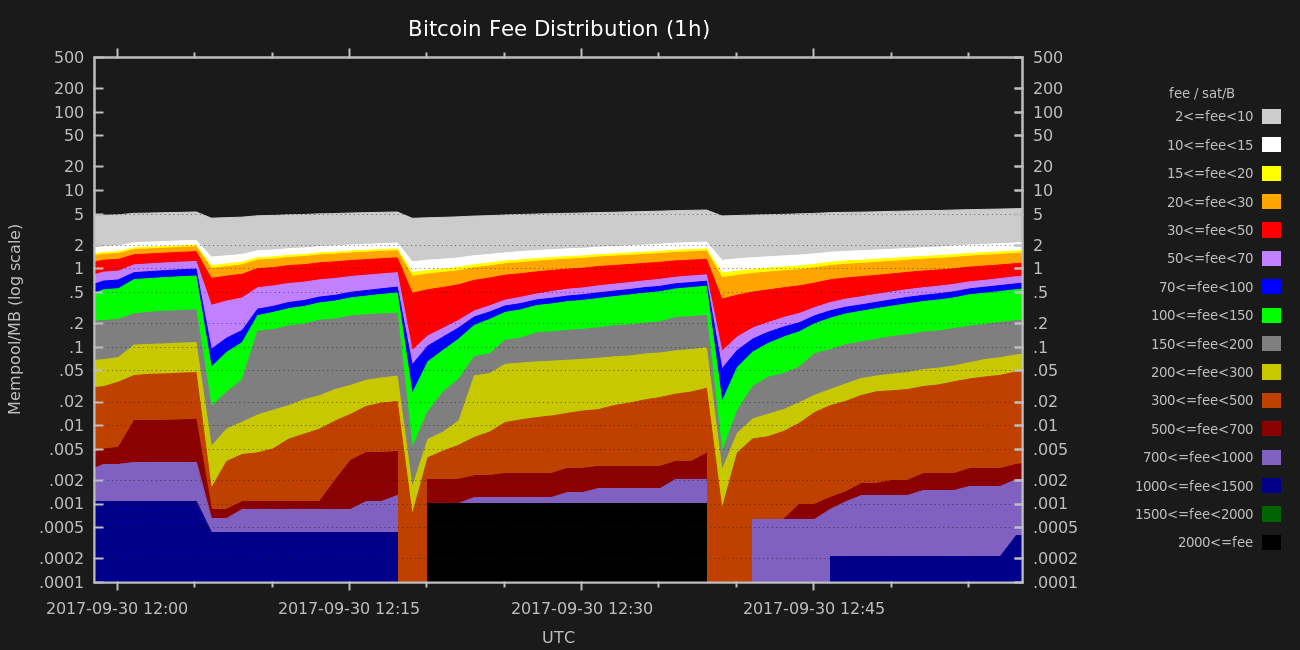 Bitcoin Fee Distribution (1h)
Mempool/MB (log scale)
500
200
100
50
20
10
5
2
1
.5
.2
.1
.05
.02
.01
.005
.002
.001
.0005
.0002
.0001
500
200
100
50
20
10
5
2
1
.5
.2
.1
.05
.02
.01
.005
.002
.001
.0005
.0002
.0001
2017-09-30 12:00
2017-09-30 12:15
2017-09-30 12:30
2017-09-30 12:45
UTC
fee / sat/B
2<=fee<10
10<=fee<15
15<=fee<20
20<=fee<30
30<=fee<50
50<=fee<70
70<=fee<100
100<=fee<150
150<=fee<200
200<=fee<300
300<=fee<500
500<=fee<700
700<=fee<1000
1000<=fee<1500
1500<=fee<2000
2000<=fee